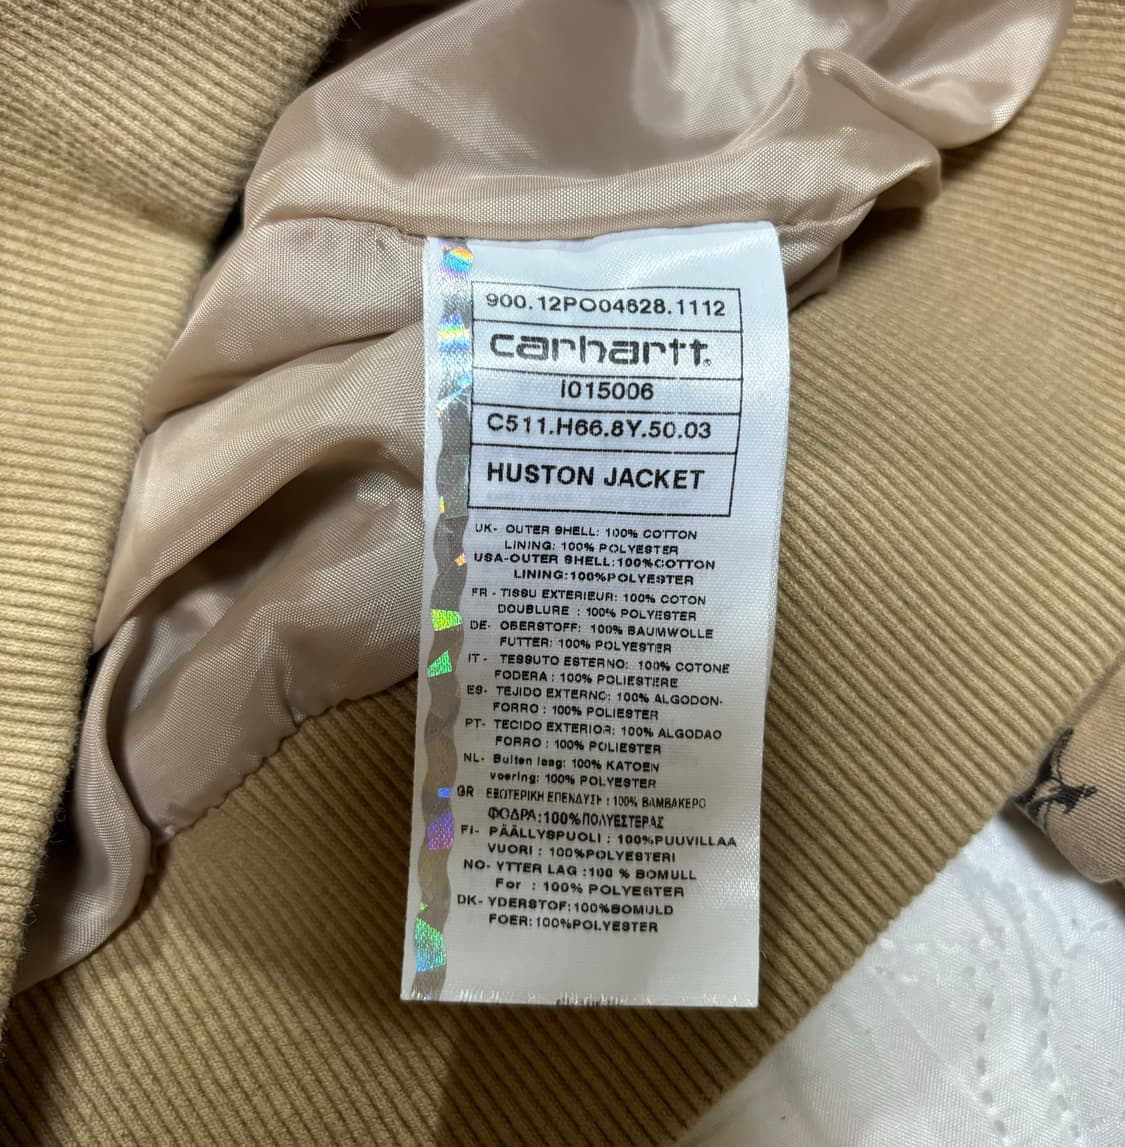 900.12PO04628.1112
carhartt.
I015006
C511.H66.8Y.50.03
HUSTON JACKET
UK- OUTER SHELL: 100% COTTON
LINING: 100% POLYESTER
USA-OUTER SHELL:100%COTTON
LINING:100%POLYESTER
FR - TISSU EXTERIEUR: 100% COTON
DOUBLURE : 100% POLYESTER
DE- OBERSTOFF: 100% BAUMWOLLE
FUTTER: 100% POLYESTER
IT - TESSUTO ESTERNO: 100% COTONE
FODERA : 100% POLIESTERE
ES- TEJIDO EXTERNO: 100% ALGODON-
FORRO : 100% POLIESTER
PT- TECIDO EXTERIOR: 100% ALGODAO
FORRO : 100% POLIESTER
NL- Buiten laag: 100% KATOEN
voering: 100% POLYESTER
GR ΕΞΩΤΕΡΙΚΗ ΕΠΕΝΔΥΣΗ : 100% ΒΑΜΒΑΚΕΡΟ
ΦΟΔΡΑ:100%ΠΟΛΥΕΣΤΕΡΑΣ
FI- PÄÄLLYSPUOLI : 100%PUUVILLAA
VUORI : 100%POLYESTERI
NO- YTTER LAG :100 % BOMULL
For : 100% POLYESTER
DK- YDERSTOF:100%BOMULD
FOER:100%POLYESTER